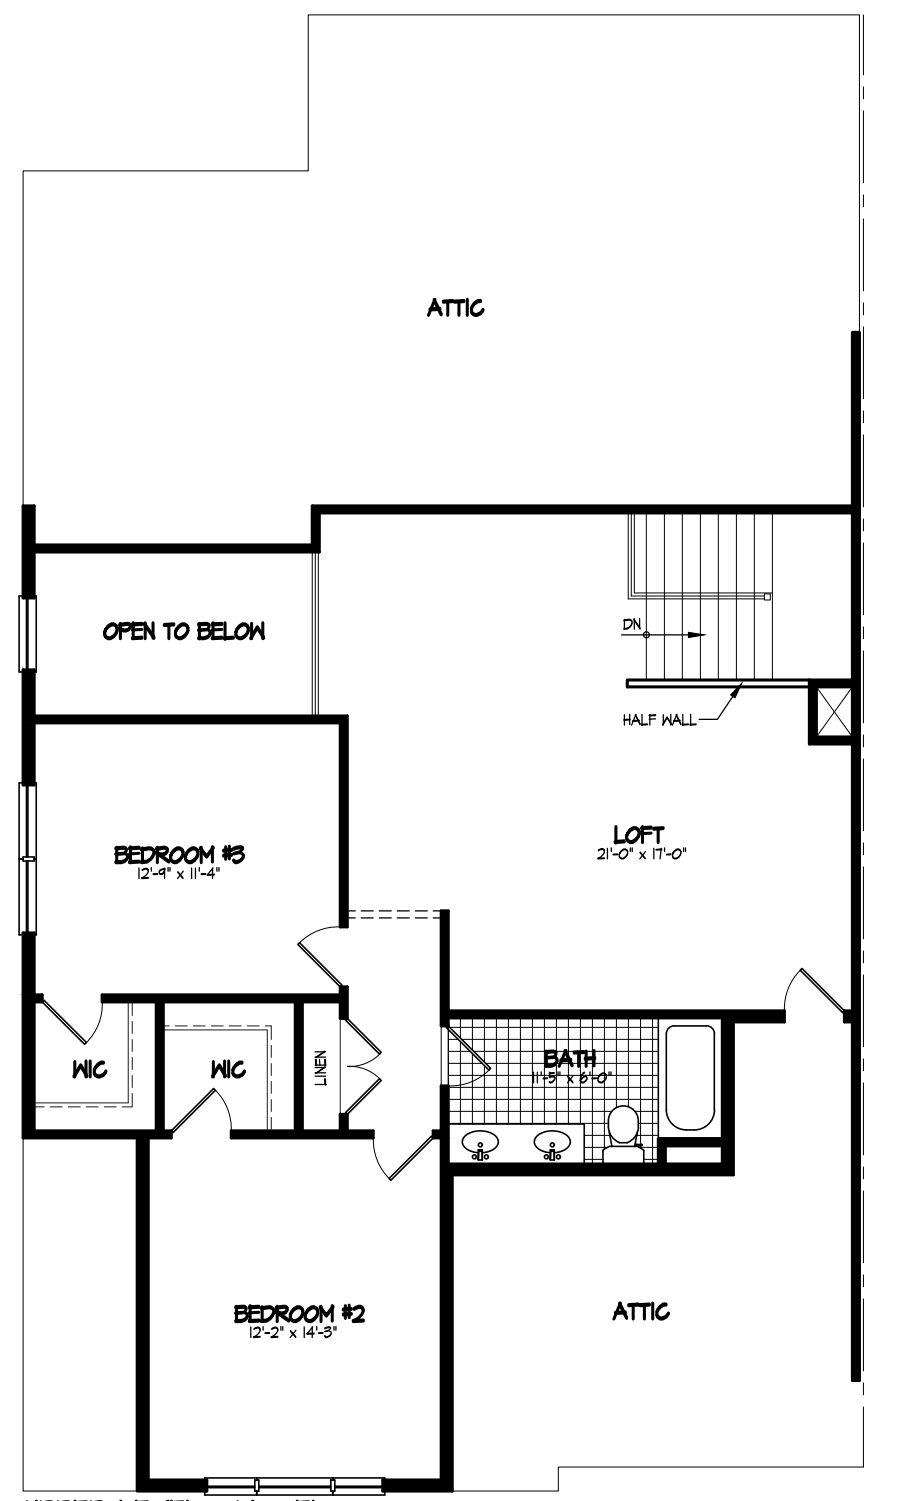 ATTIC
OPEN TO BELOW
DN
HALF WALL
LOFT
21'-0" x 17'-0"
BEDROOM #3
12'-9" x 11'-4"
WIC
WIC
LINEN
BATH
11'-5" x 6'-0"
BEDROOM #2
12'-2" x 14'-3"
ATTIC